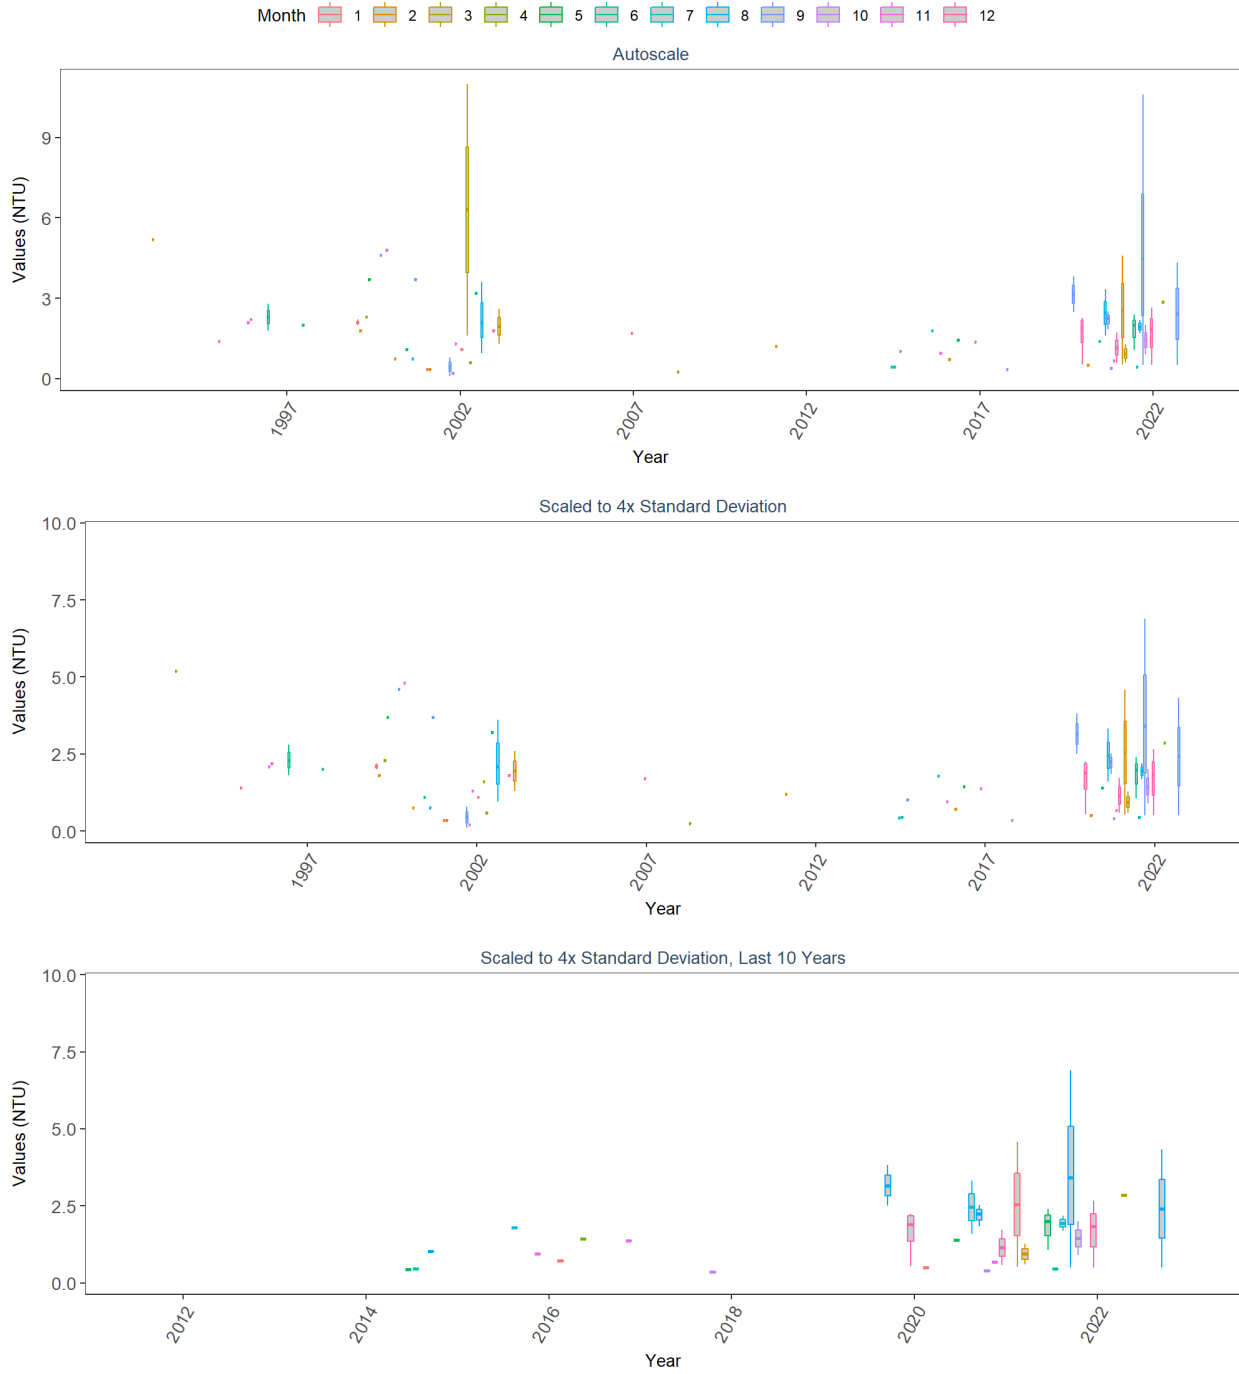 Month 1 2 3 4 5 6 7 8 9 10 11 12
Autoscale
Values (NTU)
9
6
3
0
1997 2002 2007 2012 2017 2022
Year
Scaled to 4x Standard Deviation
Values (NTU)
10.0
7.5
5.0
2.5
0.0
1997 2002 2007 2012 2017 2022
Year
Scaled to 4x Standard Deviation, Last 10 Years
Values (NTU)
10.0
7.5
5.0
2.5
0.0
2012 2014 2016 2018 2020 2022
Year